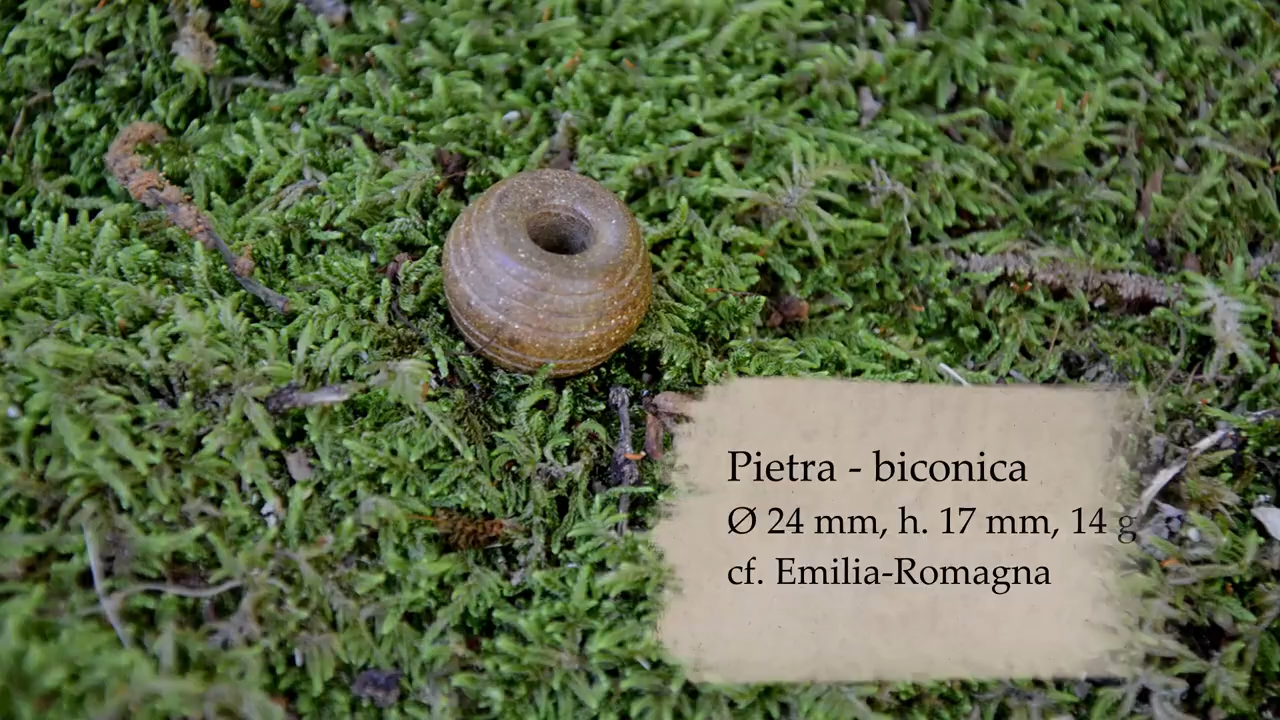 Pietra - biconica
Ø 24 mm, h. 17 mm, 14 g
cf. Emilia-Romagna